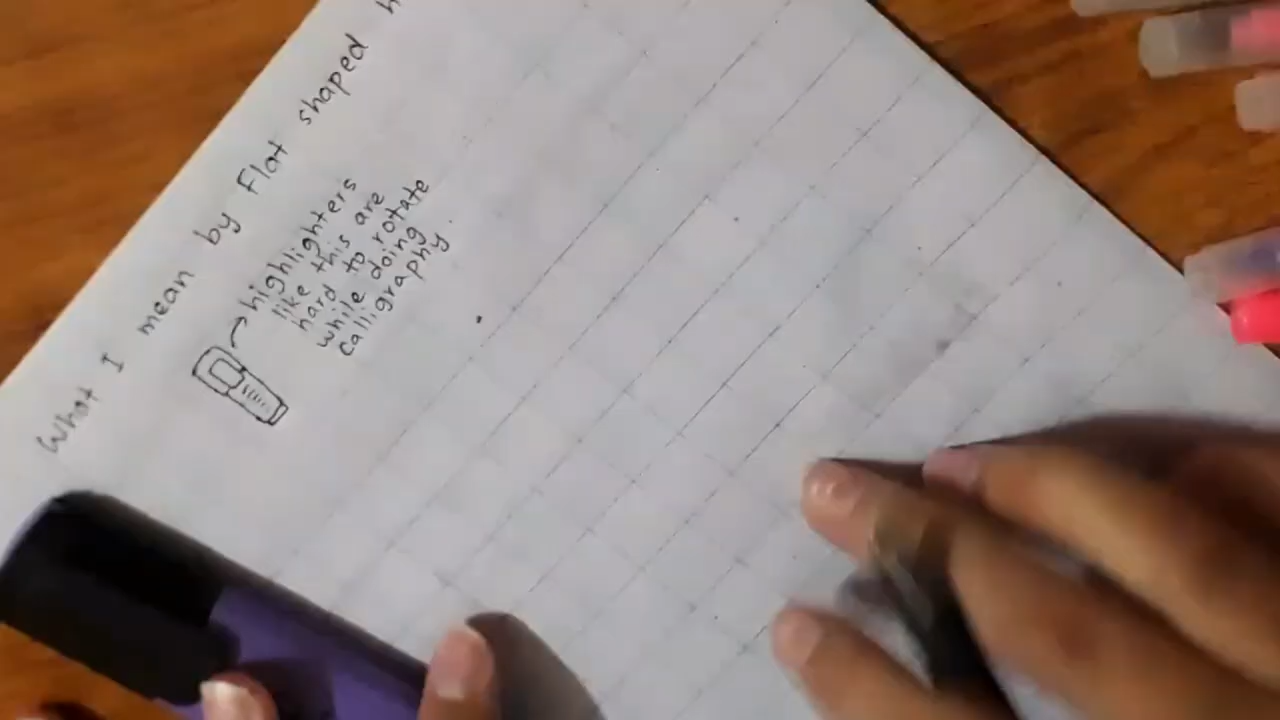 What I mean by Flat shaped
highlighters
like this are
hard to rotate
while doing
calligraphy